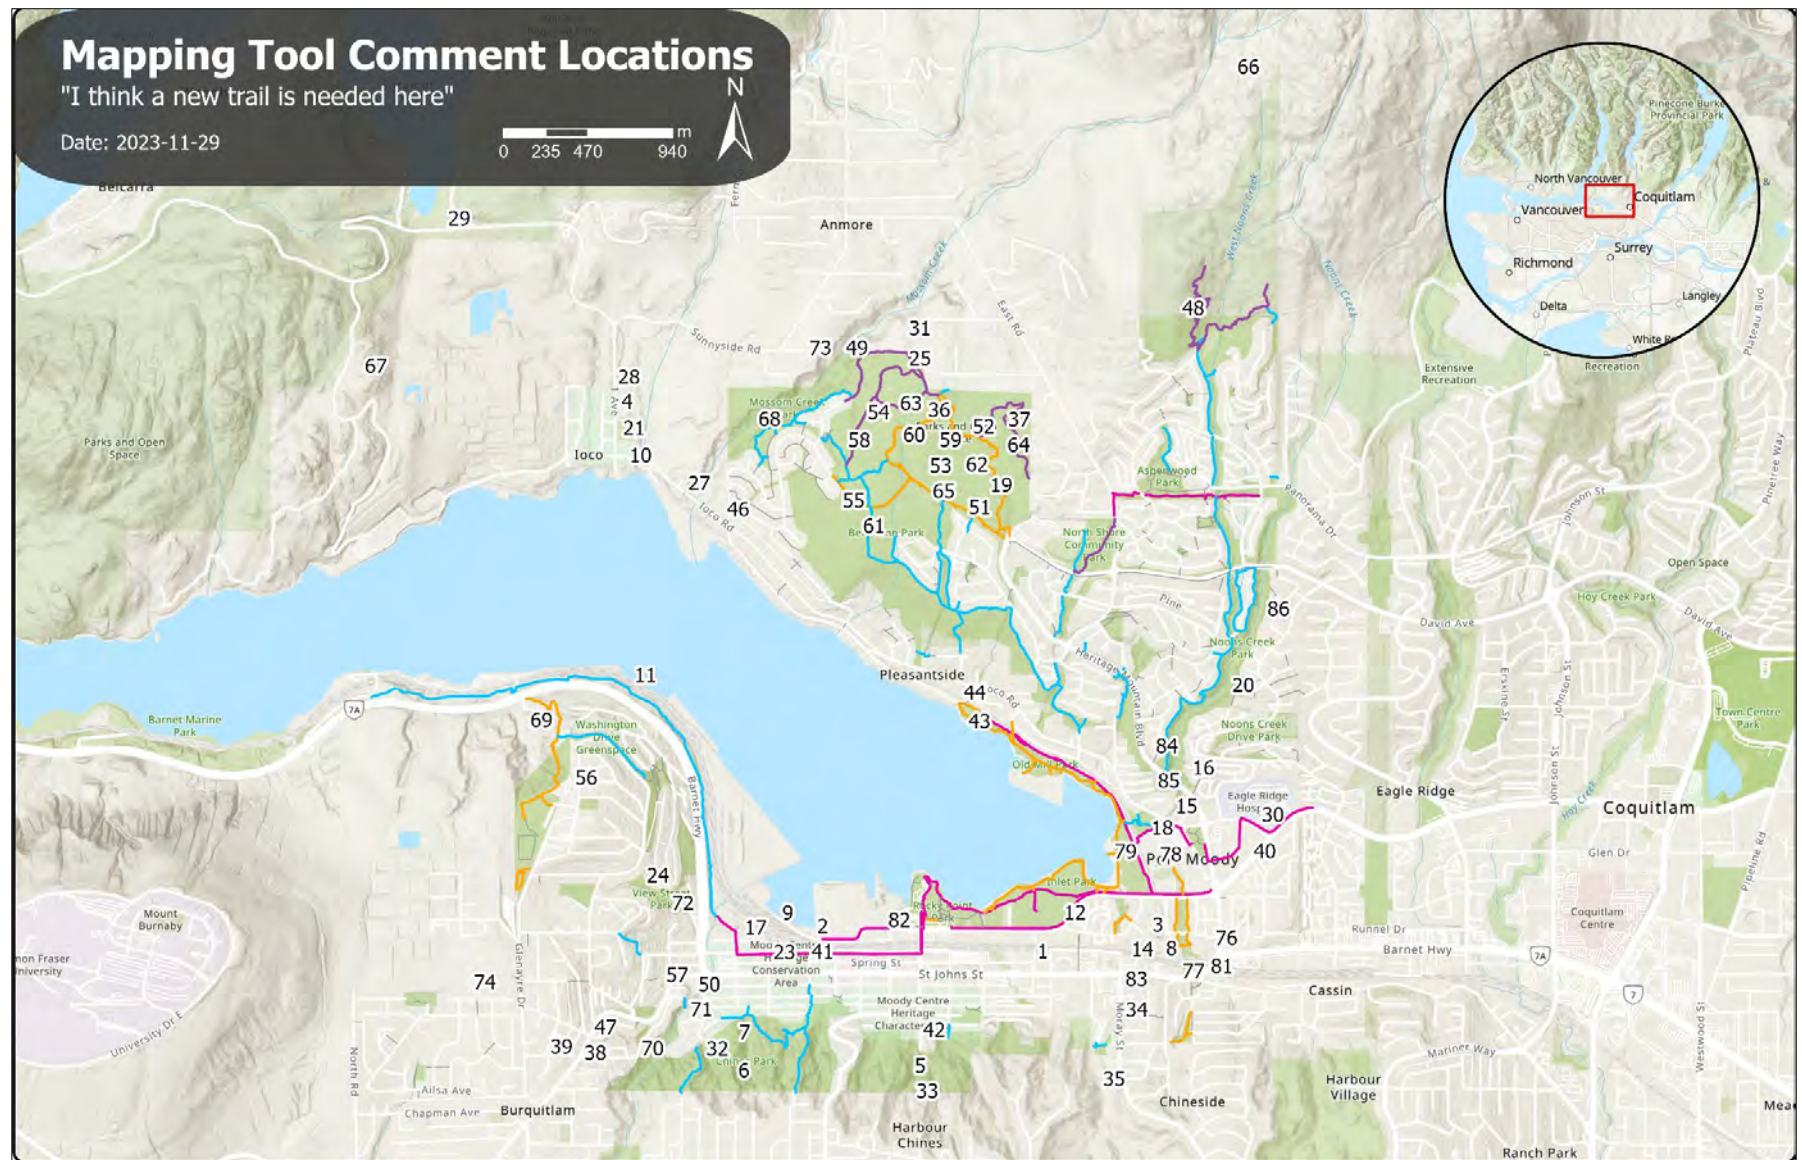 Mapping Tool Comment Locations
"I think a new trail is needed here"
Date: 2023-11-29
N
m
0 235 470 940
66
Pinecone Burke
Provincial Park
North Vancouver
Coquitlam
Vancouver
Surrey
Richmond
Langley
Delta
White
Belcarra
29
Anmore
West Noons Creek
Noons Creek
Mossom Creek
East Rd
Sunnyside Rd
Plateau Blvd
48
31
73
49
25
67
28
4
21
Ioco
10
27
46
Ioco Rd
Extensive
Recreation
Recreation
Parks and Open
Space
Mossom Creek
68
54
63
36
37
58
60
59
52
64
53
62
55
65
19
51
61
Aspenwood
Park
Panorama Dr
Johnson St
Pinetree Way
North Shore
Community
Park
Open Space
Hoy Creek Park
David Ave
David Ave
Pine
86
Noons Creek
Park
Heritage Mountain Blvd
Pleasantside
11
44
43
20
Noons Creek
Drive Park
Erskine St
Johnson St
Johnson St
Town Centre
Park
7A
Barnet Marine
Park
69
Washington
Drive
Greenspace
56
Barnet Hwy
Old Mill Park
84
85
16
15
Eagle Ridge
30
18
79
78
Moody
40
Eagle Ridge
Hoy Creek
Coquitlam
Glen Dr
Pipeline Rd
24
View Street
Park
72
9
17
2
82
Rocky Point
Park
Inlet Park
12
Mount
Burnaby
Coquitlam
Centre
23
41
Conservation
Area
Spring St
St Johns St
1
3
14
8
76
77
81
83
Runnel Dr
Barnet Hwy
7A
University
74
Glenayre Dr
57
50
71
Moody Centre
Heritage
42
34
Moray St
Cassin
7
University Dr E
47
39
38
70
32
7
6
Park
5
33
35
North Rd
Ailsa Ave
Chapman Ave
Burquitlam
Harbour
Chines
Chineside
Mariner Way
Harbour
Village
Westwood St
Ranch Park